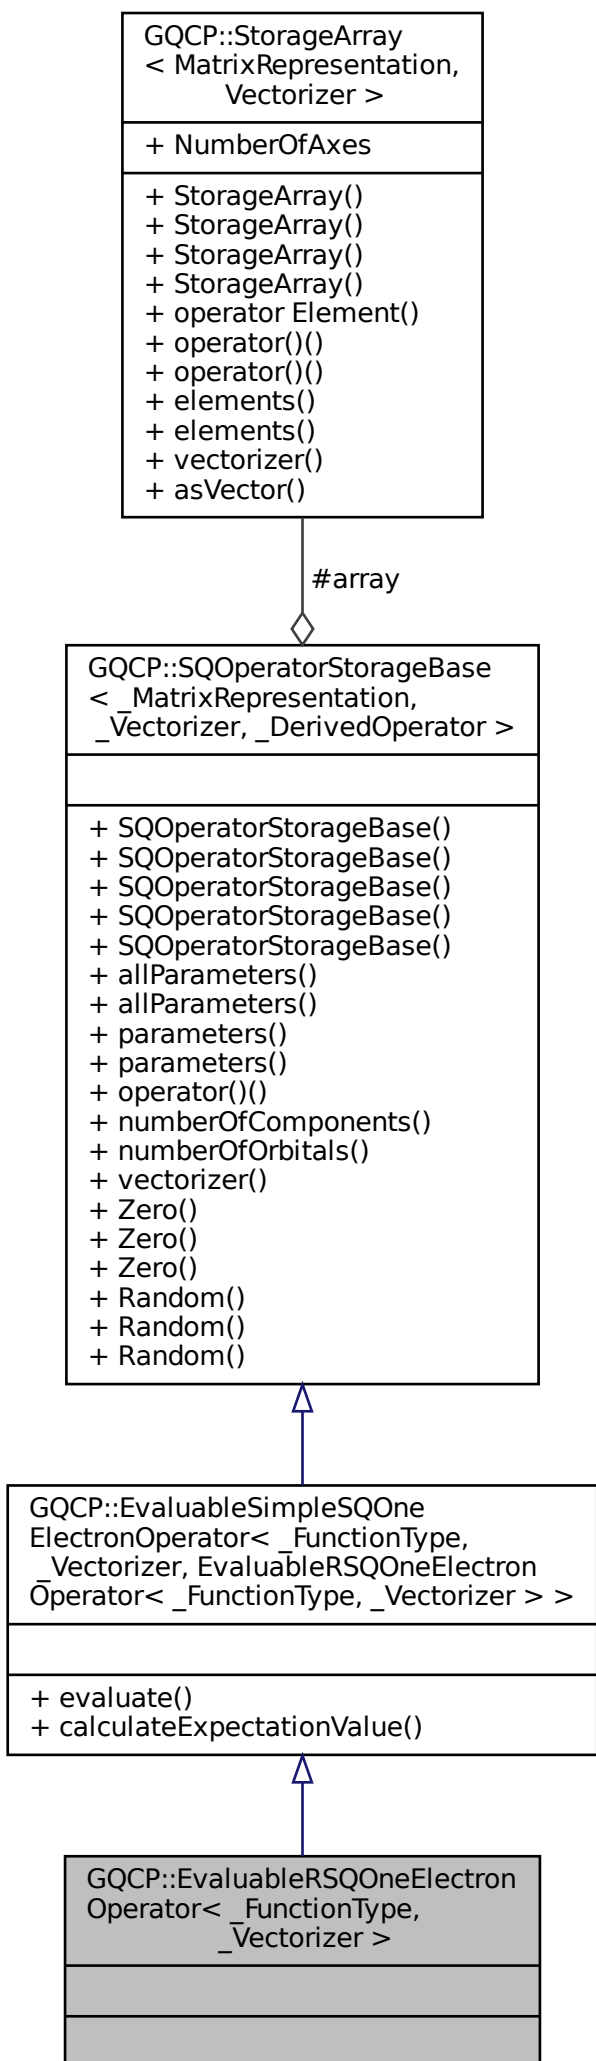 GQCP::StorageArray
< MatrixRepresentation,
Vectorizer >
+ NumberOfAxes
+ StorageArray()
+ StorageArray()
+ StorageArray()
+ StorageArray()
+ operator Element()
+ operator()()
+ operator()()
+ elements()
+ elements()
+ vectorizer()
+ asVector()
#array
GQCP::SQOperatorStorageBase
< _MatrixRepresentation,
_Vectorizer, _DerivedOperator >
+ SQOperatorStorageBase()
+ SQOperatorStorageBase()
+ SQOperatorStorageBase()
+ SQOperatorStorageBase()
+ SQOperatorStorageBase()
+ allParameters()
+ allParameters()
+ parameters()
+ parameters()
+ operator()()
+ numberOfComponents()
+ numberOfOrbitals()
+ vectorizer()
+ Zero()
+ Zero()
+ Zero()
+ Random()
+ Random()
+ Random()
GQCP::EvaluableSimpleSQOne
ElectronOperator< _FunctionType,
_Vectorizer, EvaluableRSQOneElectron
Operator< _FunctionType, _Vectorizer > >
+ evaluate()
+ calculateExpectationValue()
GQCP::EvaluableRSQOneElectron
Operator< _FunctionType,
_Vectorizer >